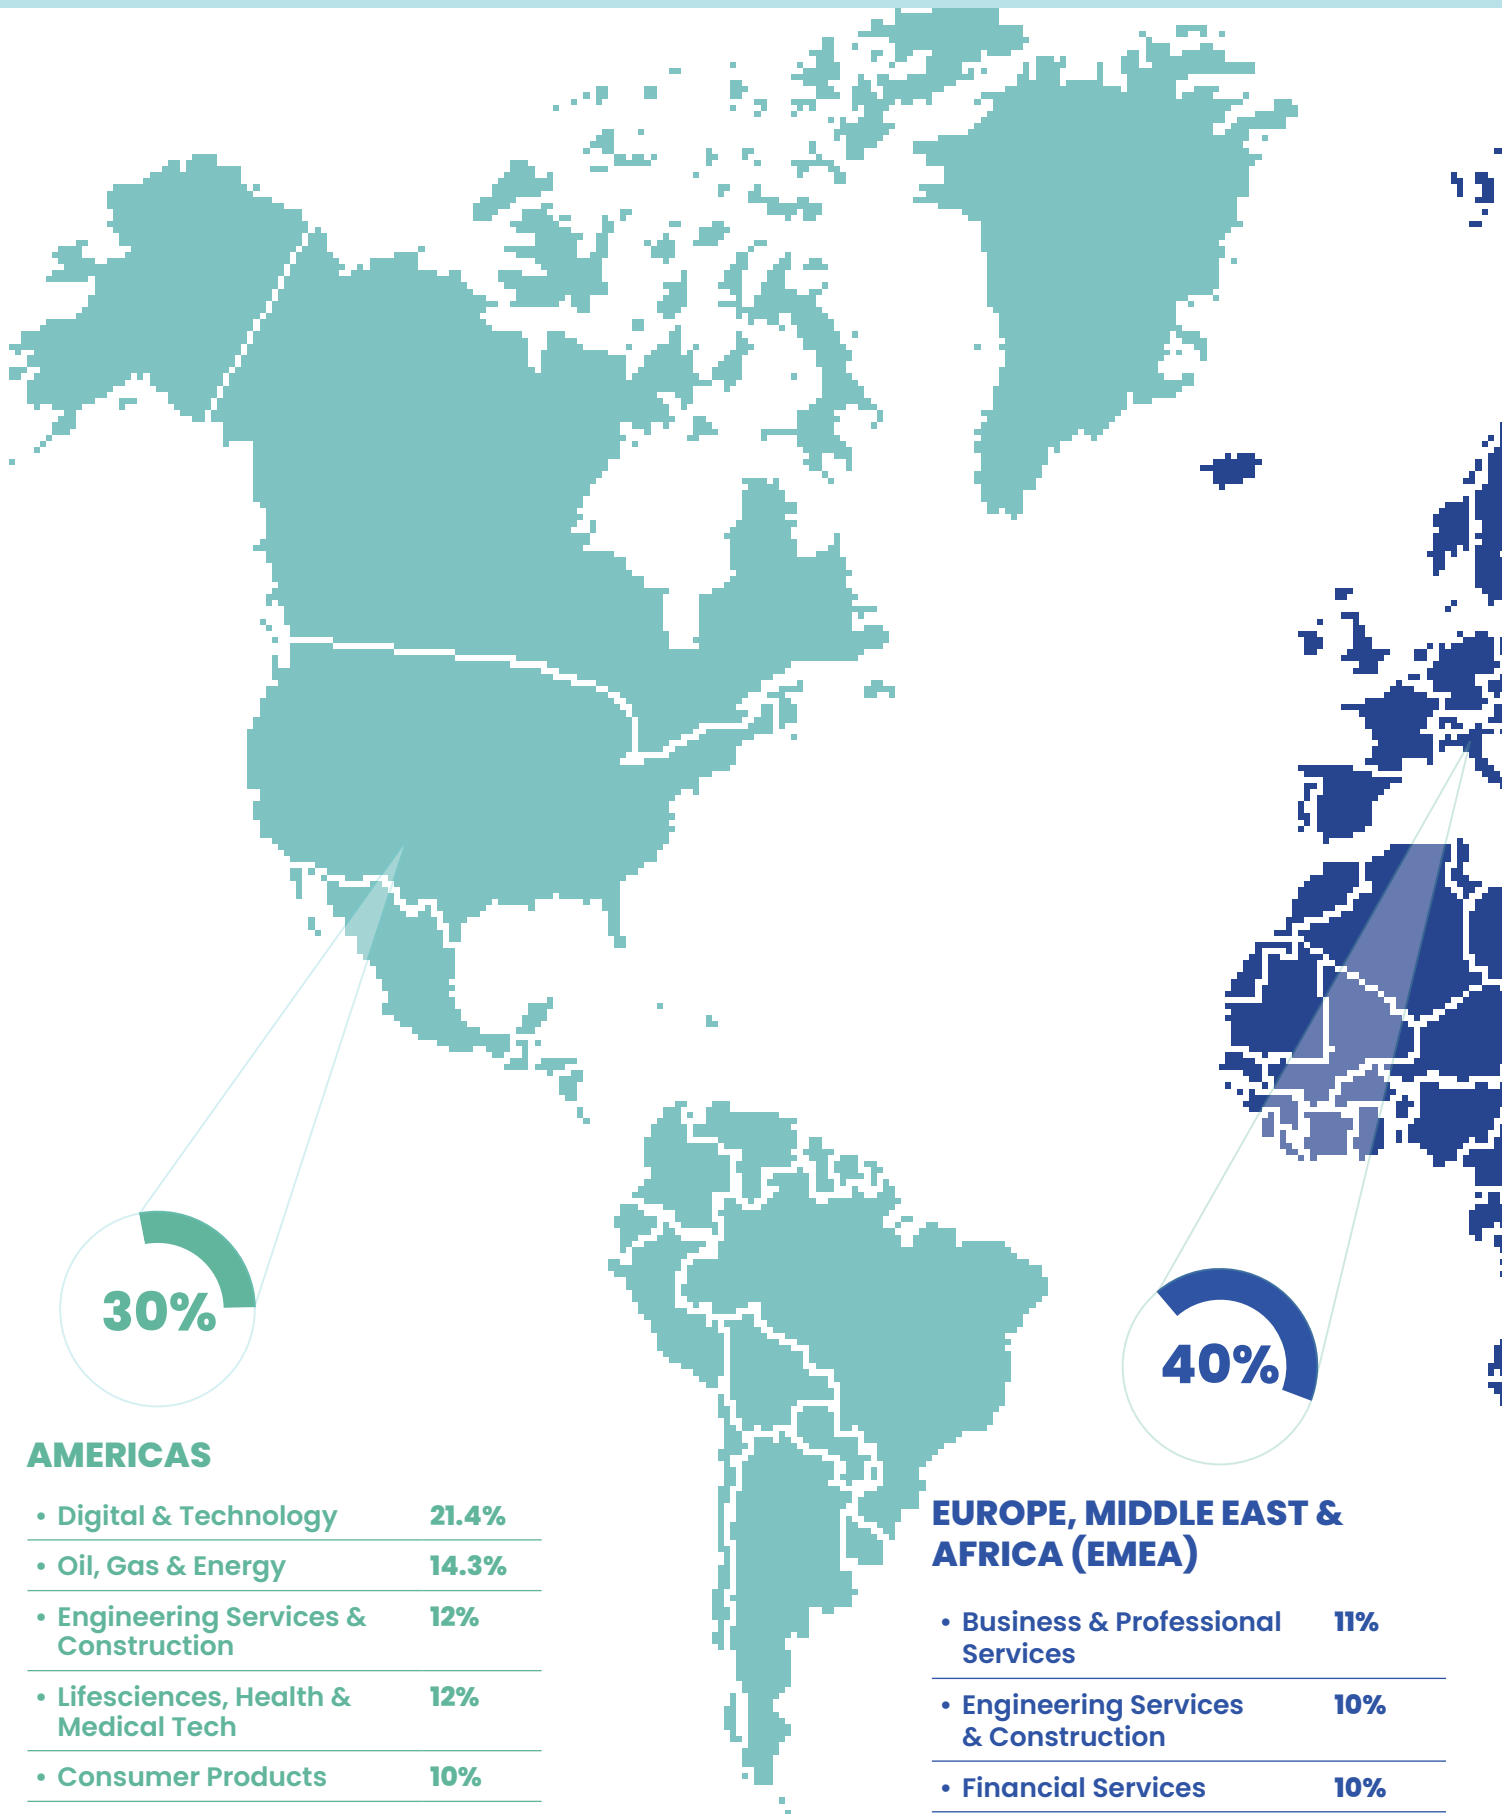 30%
AMERICAS
• Digital & Technology 21.4%
• Oil, Gas & Energy 14.3%
• Engineering Services & 12%
Construction
• Lifesciences, Health & 12%
Medical Tech
• Consumer Products 10%
40%
EUROPE, MIDDLE EAST &
AFRICA (EMEA)
• Business & Professional 11%
Services
• Engineering Services 10%
& Construction
• Financial Services 10%